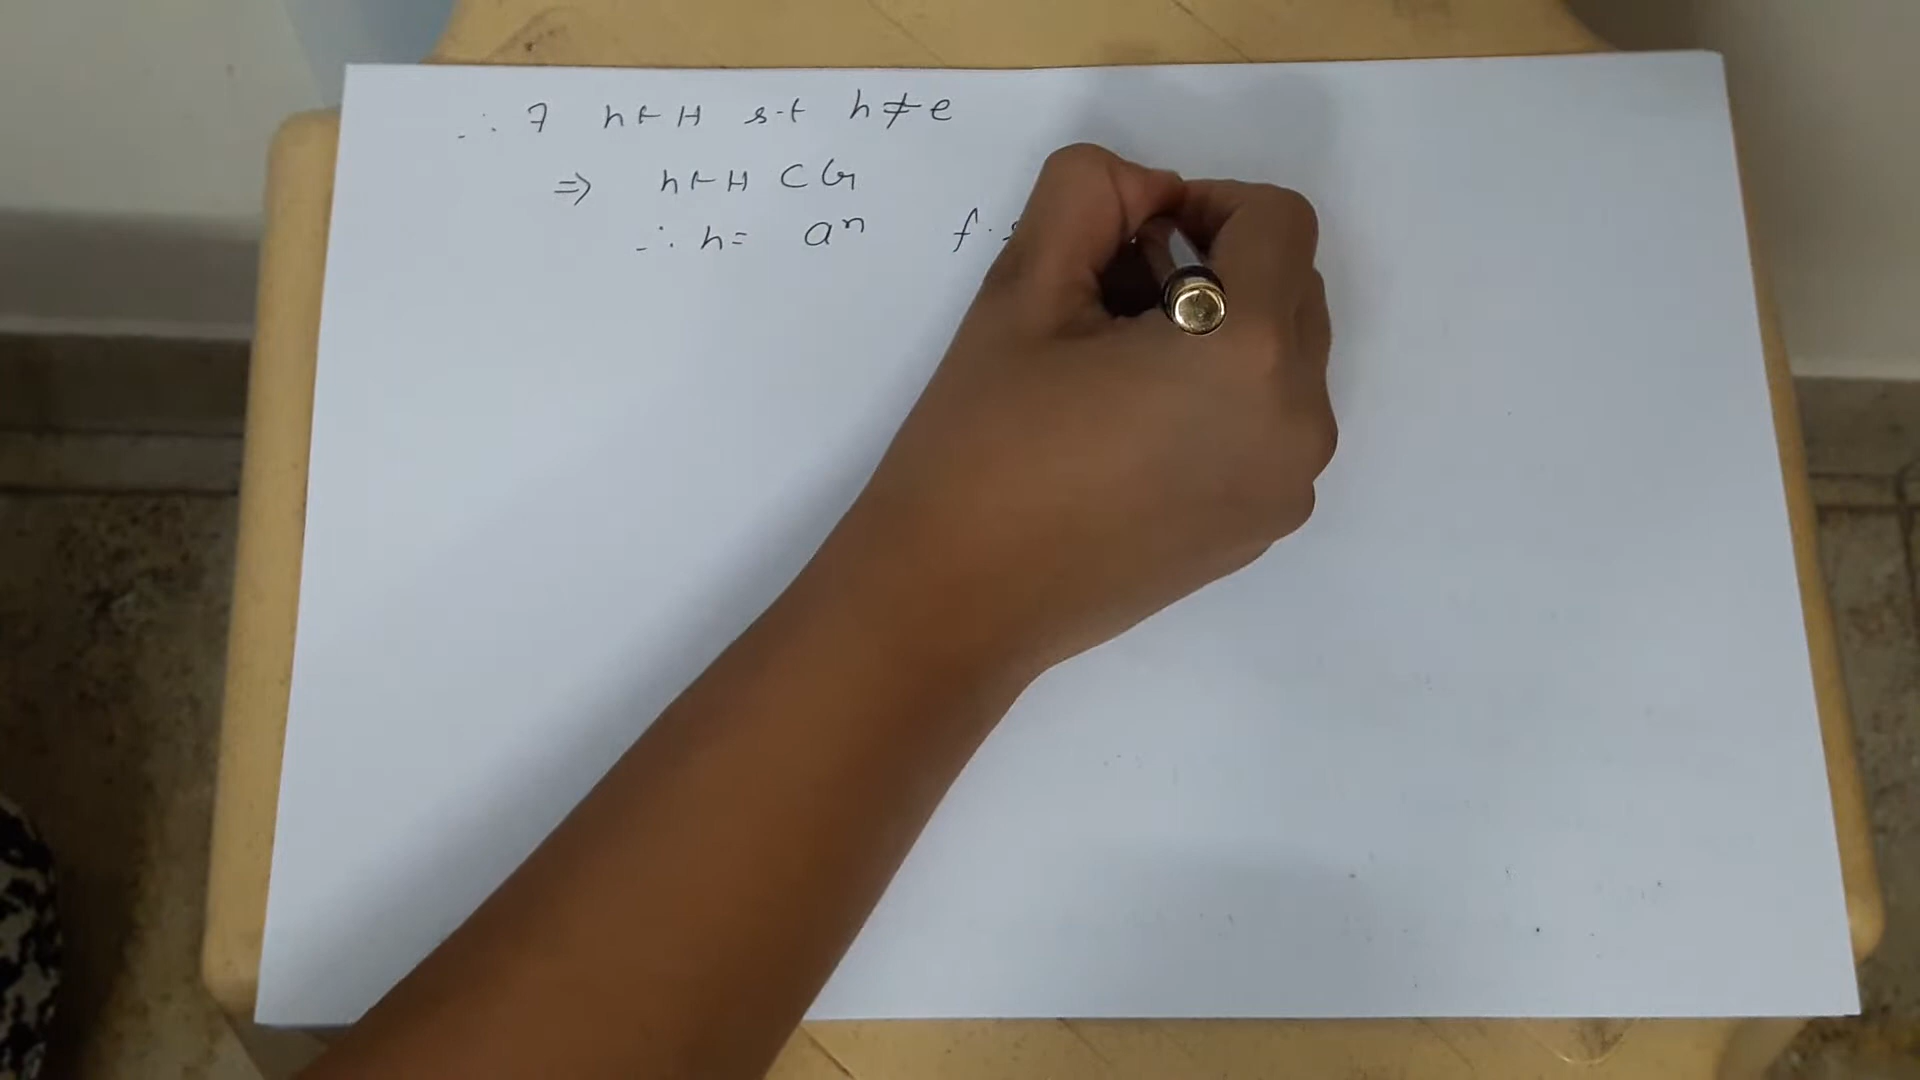 ∴ ∃ h ∈ H s.t h ≠ e
⇒ h ∈ H ⊂ G
∴ h = aⁿ f.s